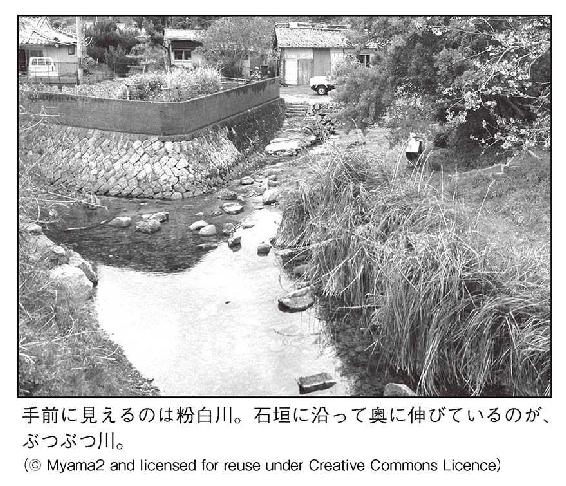 手前に見えるのは粉白川。石垣に沿って奥に伸びているのが、
ぶつぶつ川。
(© Myama2 and licensed for reuse under Creative Commons Licence)